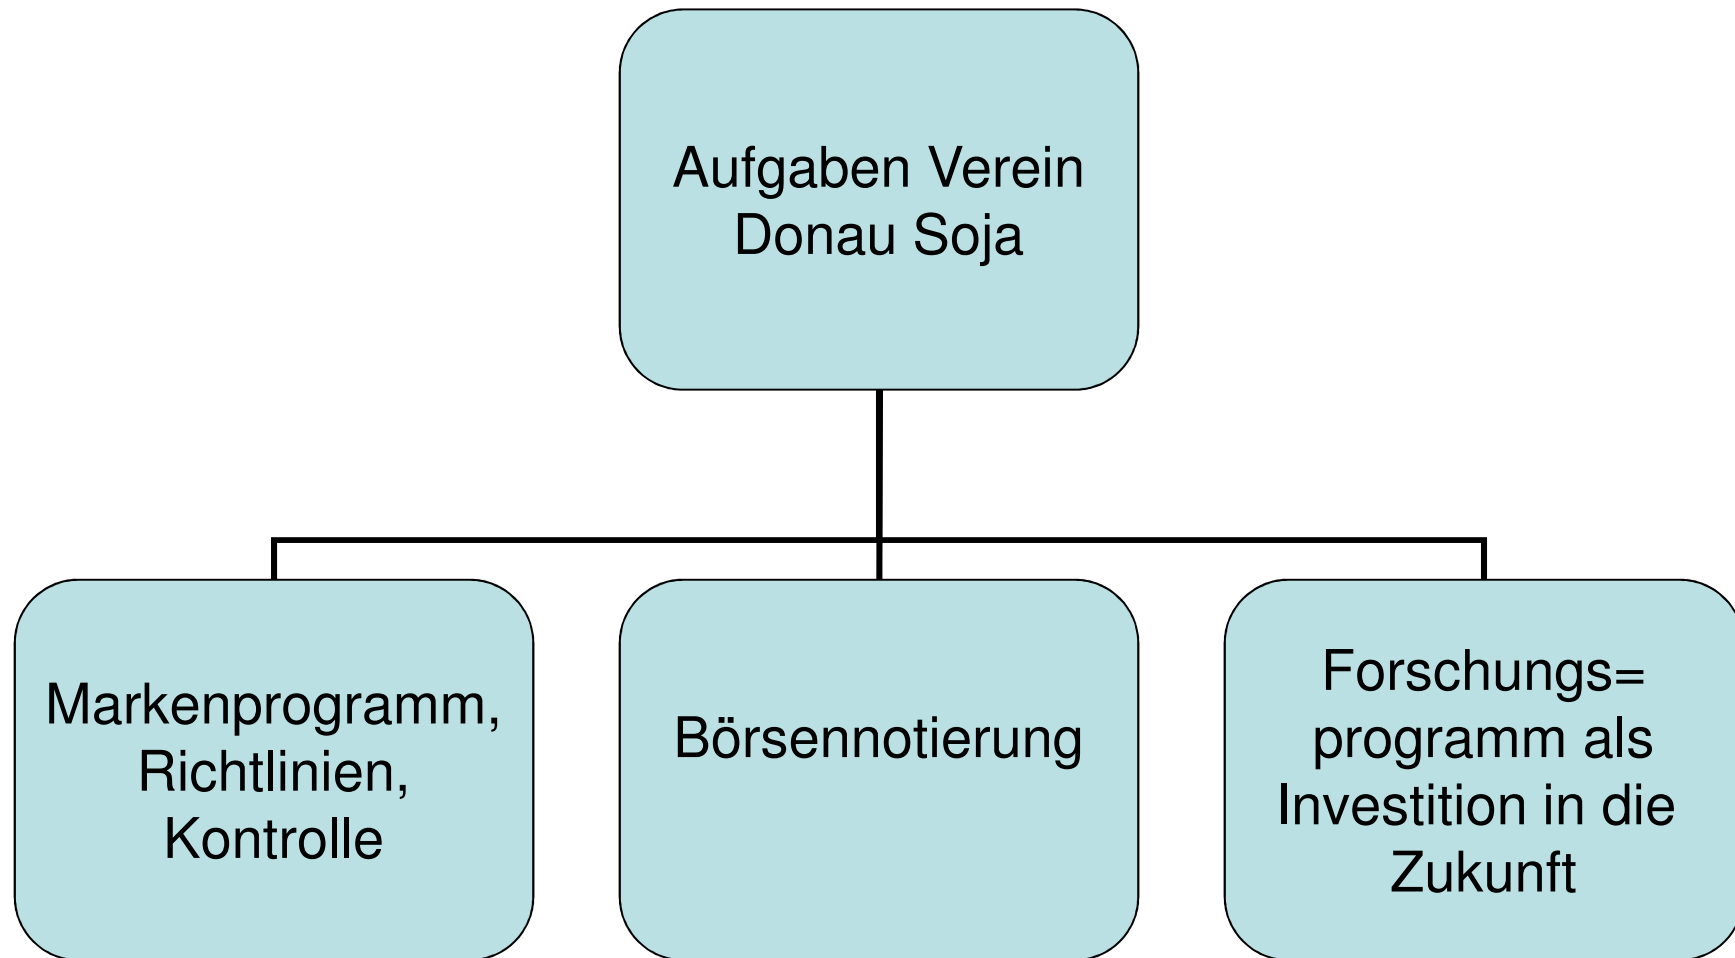 Aufgaben Verein
Donau Soja
Markenprogramm,
Richtlinien,
Kontrolle
Börsennotierung
Forschungs=
programm als
Investition in die
Zukunft